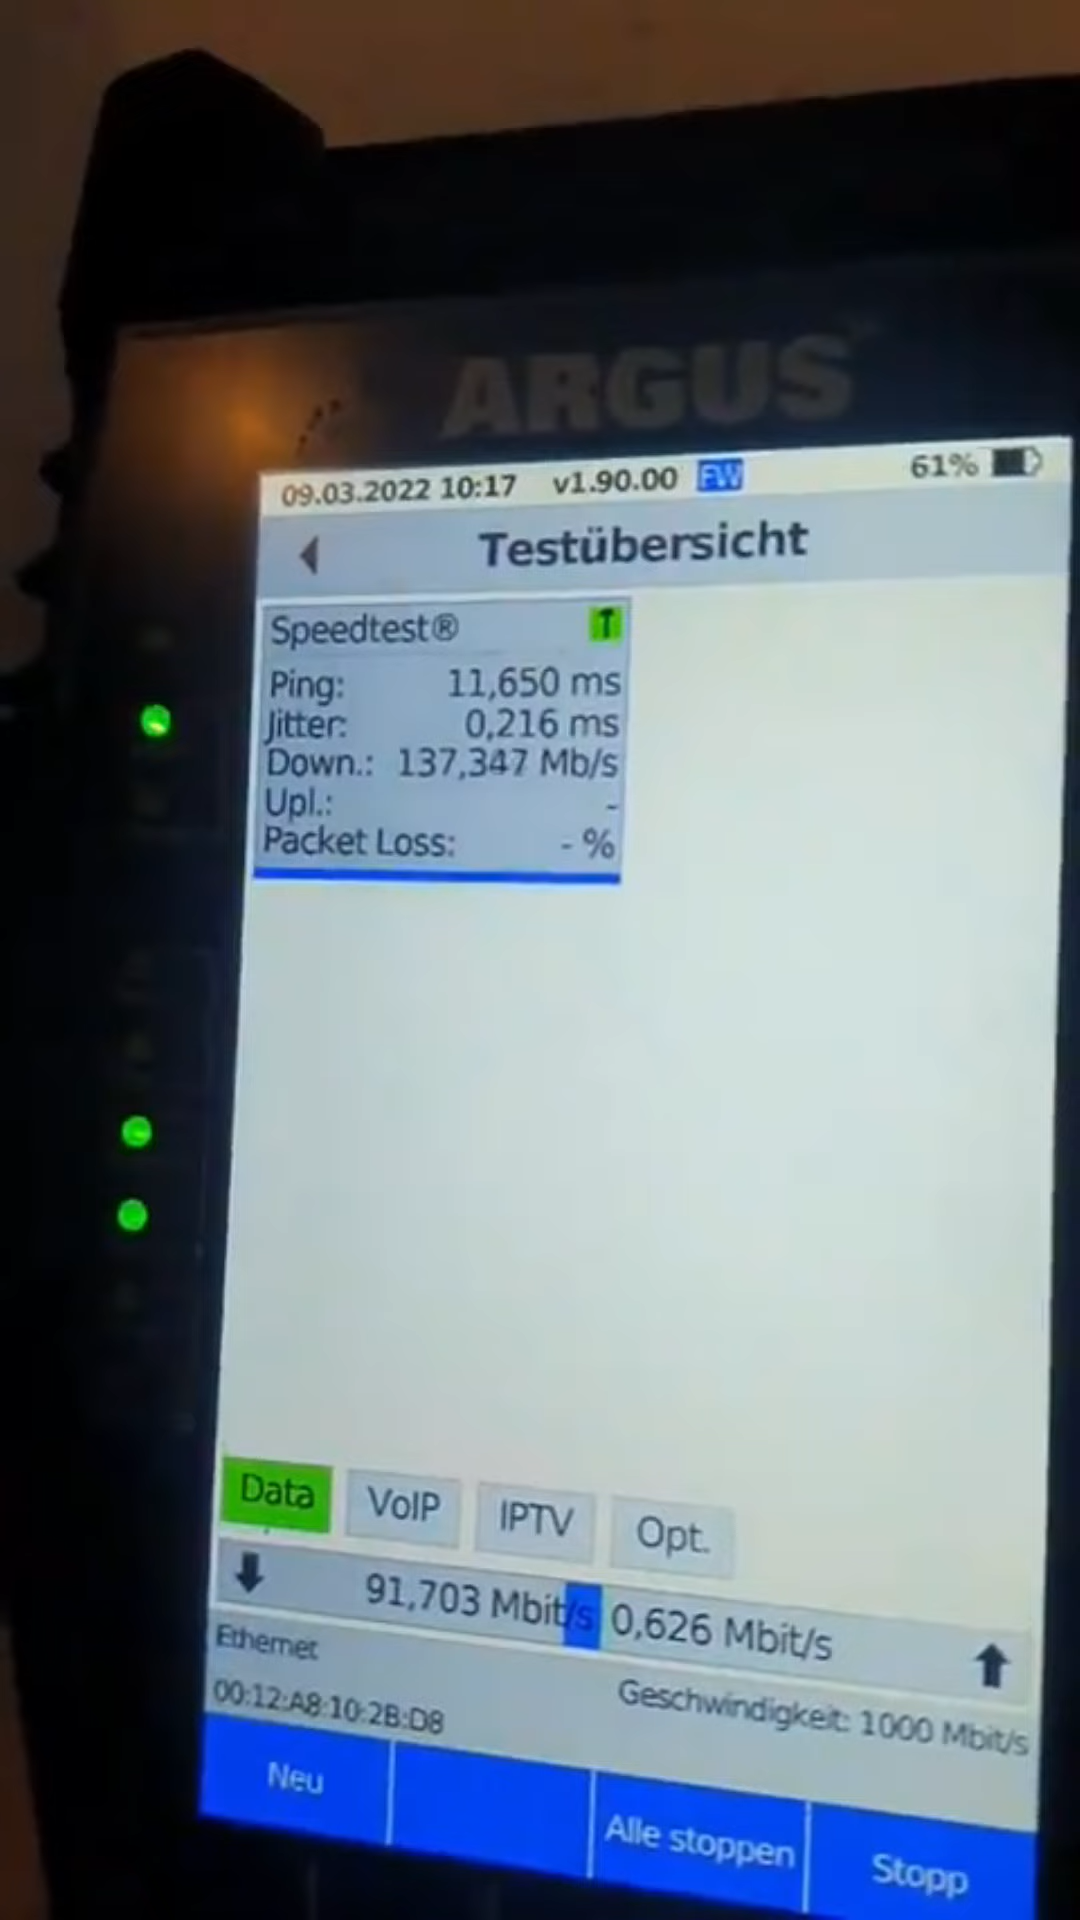 ARGUS
09.03.2022 10:17 v1.90.00 FW 61%
Testübersicht
Speedtest® T
Ping: 11,650 ms
Jitter: 0,216 ms
Down.: 137,347 Mb/s
Upl.: -
Packet Loss: - %
Data VoIP IPTV Opt.
91,703 Mbit/s 0,626 Mbit/s
Ethernet
00:12:A8:10:2B:D8 Geschwindigkeit: 1000 Mbit/s
Neu Alle stoppen Stopp